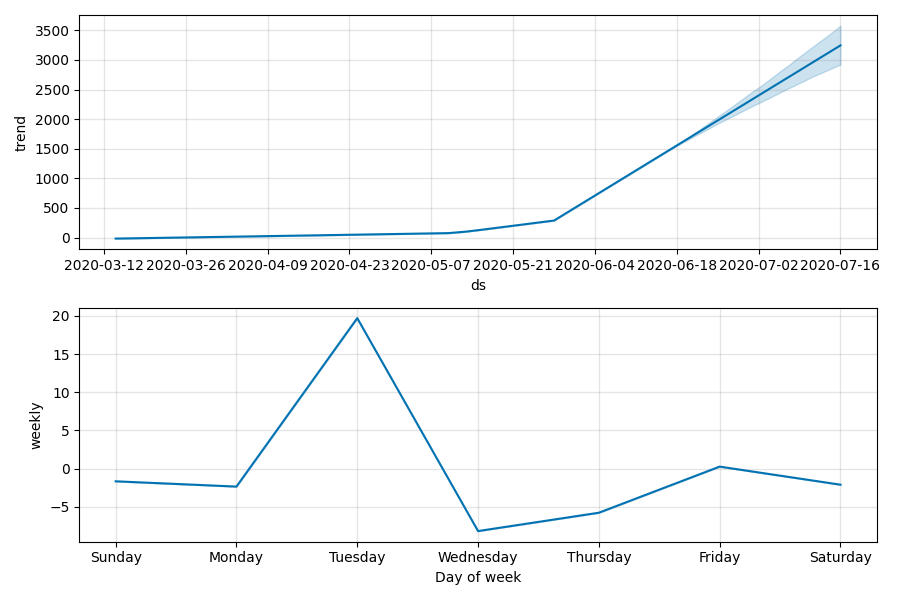 3500
3000
2500
2000
1500
1000
500
0
trend
2020-03-12 2020-03-26 2020-04-09 2020-04-23 2020-05-07 2020-05-21 2020-06-04 2020-06-18 2020-07-02 2020-07-16
ds
20
15
10
5
0
−5
weekly
Sunday Monday Tuesday Wednesday Thursday Friday Saturday
Day of week